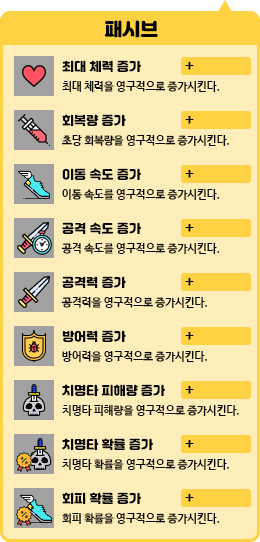 패시브
최대 체력 증가 +
최대 체력을 영구적으로 증가시킨다.
회복량 증가 +
초당 회복량을 영구적으로 증가시킨다.
이동 속도 증가 +
이동 속도를 영구적으로 증가시킨다.
공격 속도 증가 +
공격 속도를 영구적으로 증가시킨다.
공격력 증가 +
공격력을 영구적으로 증가시킨다.
방어력 증가 +
방어력을 영구적으로 증가시킨다.
치명타 피해량 증가 +
치명타 피해량을 영구적으로 증가시킨다.
치명타 확률 증가 +
치명타 확률을 영구적으로 증가시킨다.
회피 확률 증가 +
회피 확률을 영구적으로 증가시킨다.